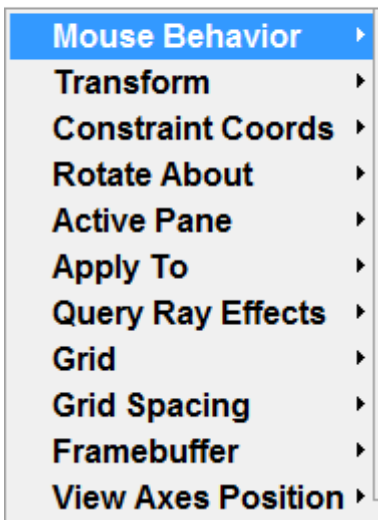 Mouse Behavior
Transform
Constraint Coords
Rotate About
Active Pane
Apply To
Query Ray Effects
Grid
Grid Spacing
Framebuffer
View Axes Position